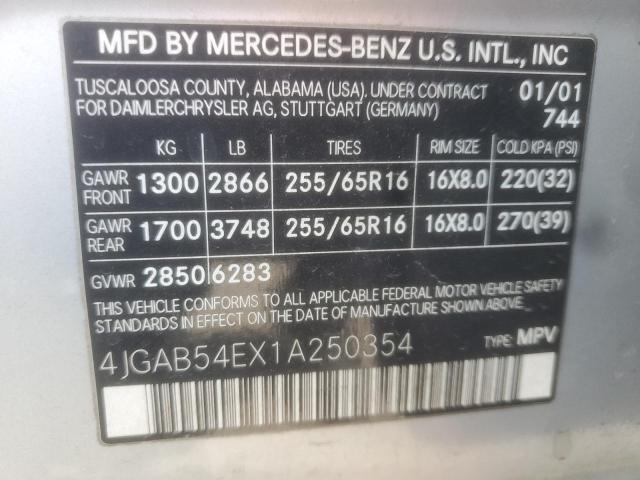 MFD BY MERCEDES-BENZ U.S. INTL., INC
TUSCALOOSA COUNTY, ALABAMA (USA). UNDER CONTRACT 01/01
FOR DAIMLERCHRYSLER AG, STUTTGART (GERMANY) 744
KG LB TIRES RIM SIZE COLD KPA (PSI)
GAWR FRONT 1300 2866 255/65R16 16X8.0 220(32)
GAWR REAR 1700 3748 255/65R16 16X8.0 270(39)
GVWR 2850 6283
THIS VEHICLE CONFORMS TO ALL APPLICABLE FEDERAL MOTOR VEHICLE SAFETY
STANDARDS IN EFFECT ON THE DATE OF MANUFACTURE SHOWN ABOVE.
4JGAB54EX1A250354 TYPE: MPV